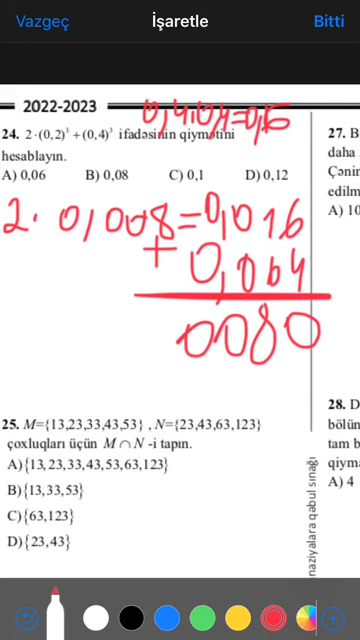 Vazgeç İşaretle Bitti
2022-2023
0,4.0,4=0,16
24. 2·(0,2)³ +(0,4)³ ifadəsinin qiymətini
hesablayın.
A) 0,06 B) 0,08 C) 0,1 D) 0,12
2. 0,008=0,016
+ 0,064
0080
25. M={13,23,33,43,53} , N={23,43,63,123}
çoxluqları üçün M∩N -i tapın.
A){13,23,33,43,53,63,123}
B){13,33,53}
C){63,123}
D){23,43}
naziyalara qəbul sınağı
27. B
daha
Çənin
edilm
A) 10
28. D
bölün
tam b
qiymə
A) 4